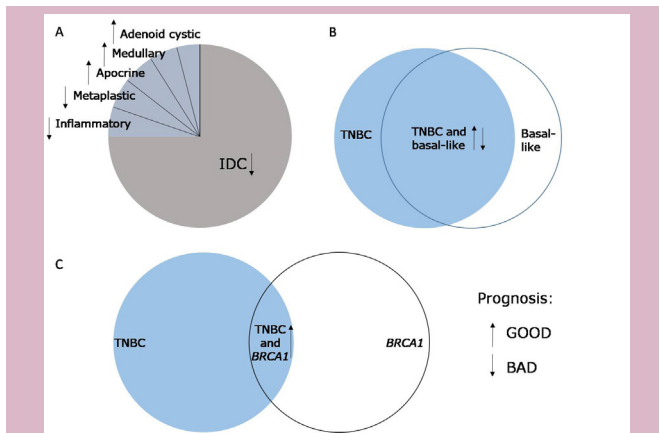 A
Adenoid cystic
Medullary
Apocrine
Metaplastic
Inflammatory
IDC
B
TNBC
TNBC and
basal-like
Basal-
like
C
TNBC
TNBC
and
BRCA1
BRCA1
Prognosis:
GOOD
BAD